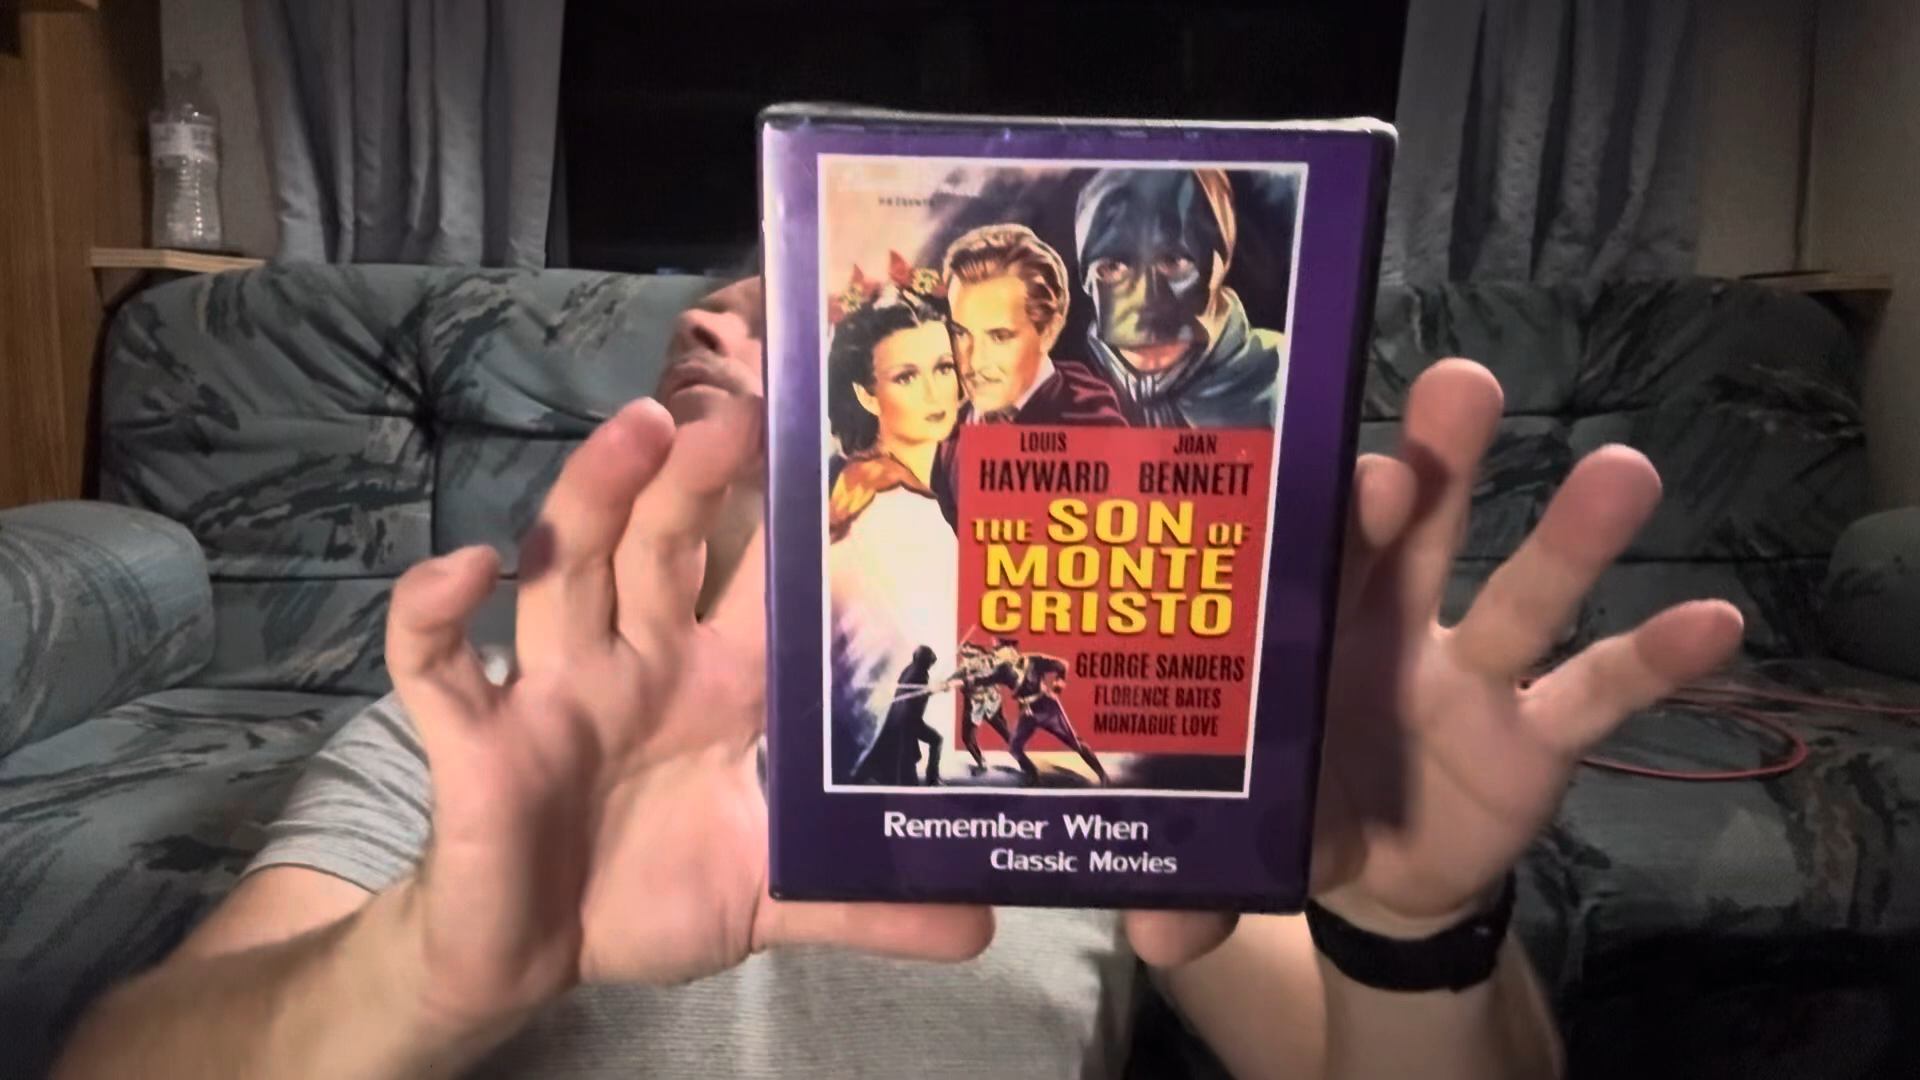 PRESENTS
LOUIS JOAN
HAYWARD BENNETT
THE SON OF
MONTE
CRISTO
GEORGE SANDERS
FLORENCE BATES
MONTAGUE LOVE
Remember When
Classic Movies